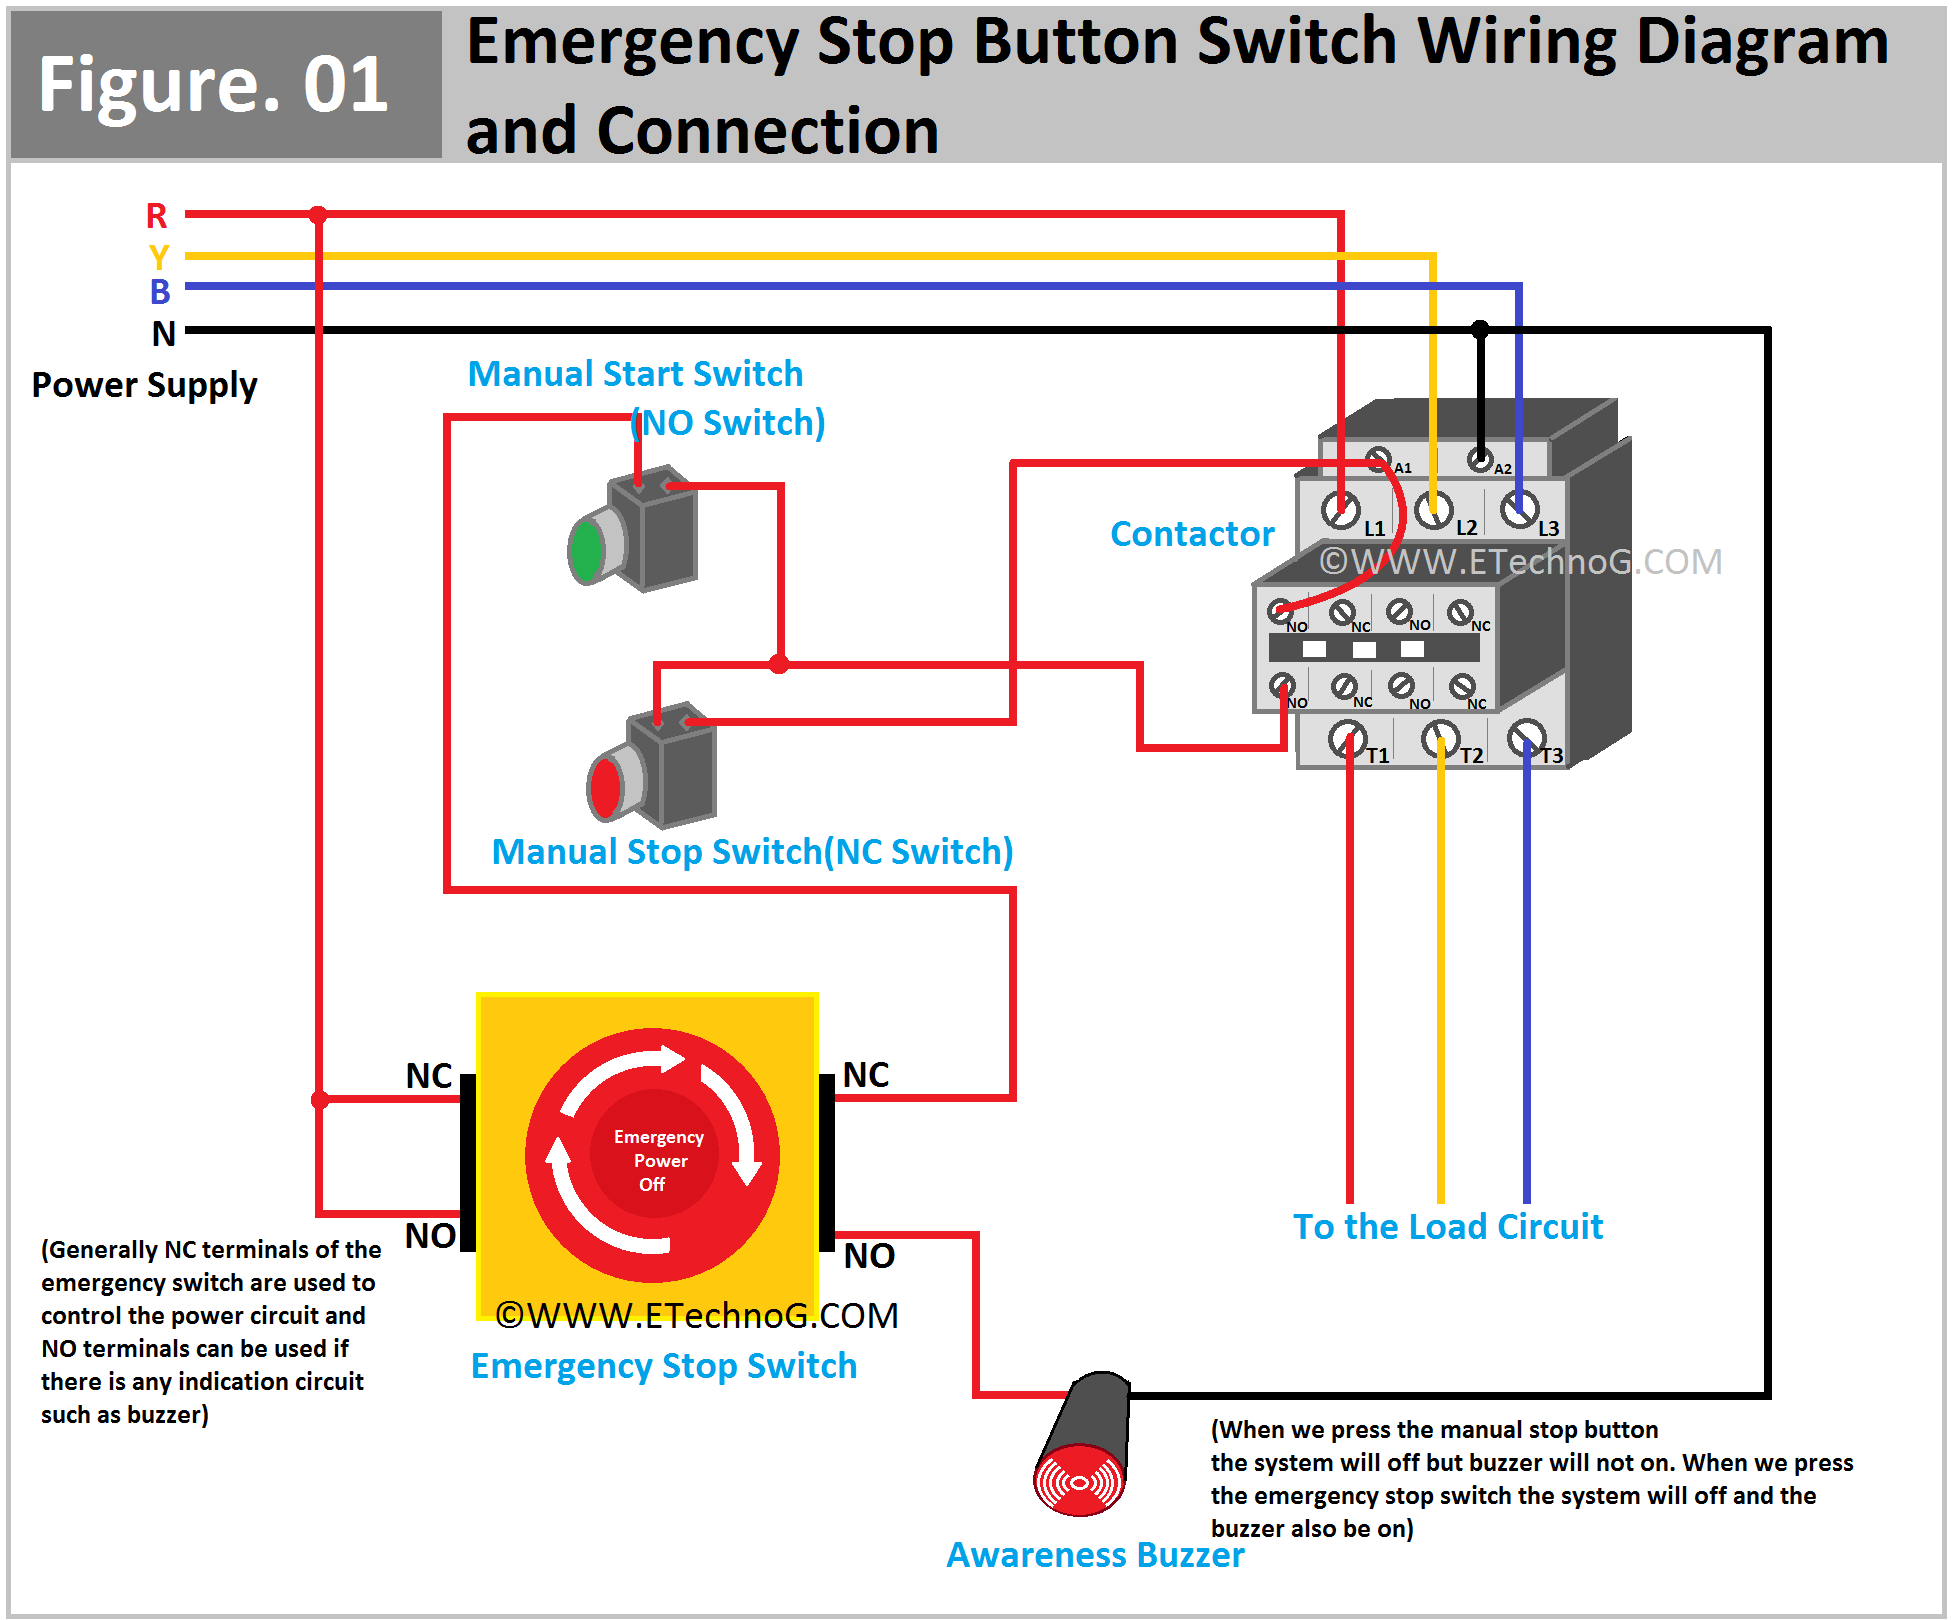 Figure. 01
Emergency Stop Button Switch Wiring Diagram
and Connection
R
Y
B
N
Power Supply
Manual Start Switch
(NO Switch)
Contactor
A1
A2
L1
L2
L3
©WWW.ETechnoG.COM
NO
NC
NO
NC
NO
NC
NO
NC
T1
T2
T3
Manual Stop Switch(NC Switch)
NC
NC
Emergency
Power
Off
NO
NO
(Generally NC terminals of the
emergency switch are used to
control the power circuit and
NO terminals can be used if
there is any indication circuit
such as buzzer)
©WWW.ETechnoG.COM
Emergency Stop Switch
To the Load Circuit
(When we press the manual stop button
the system will off but buzzer will not on. When we press
the emergency stop switch the system will off and the
buzzer also be on)
Awareness Buzzer